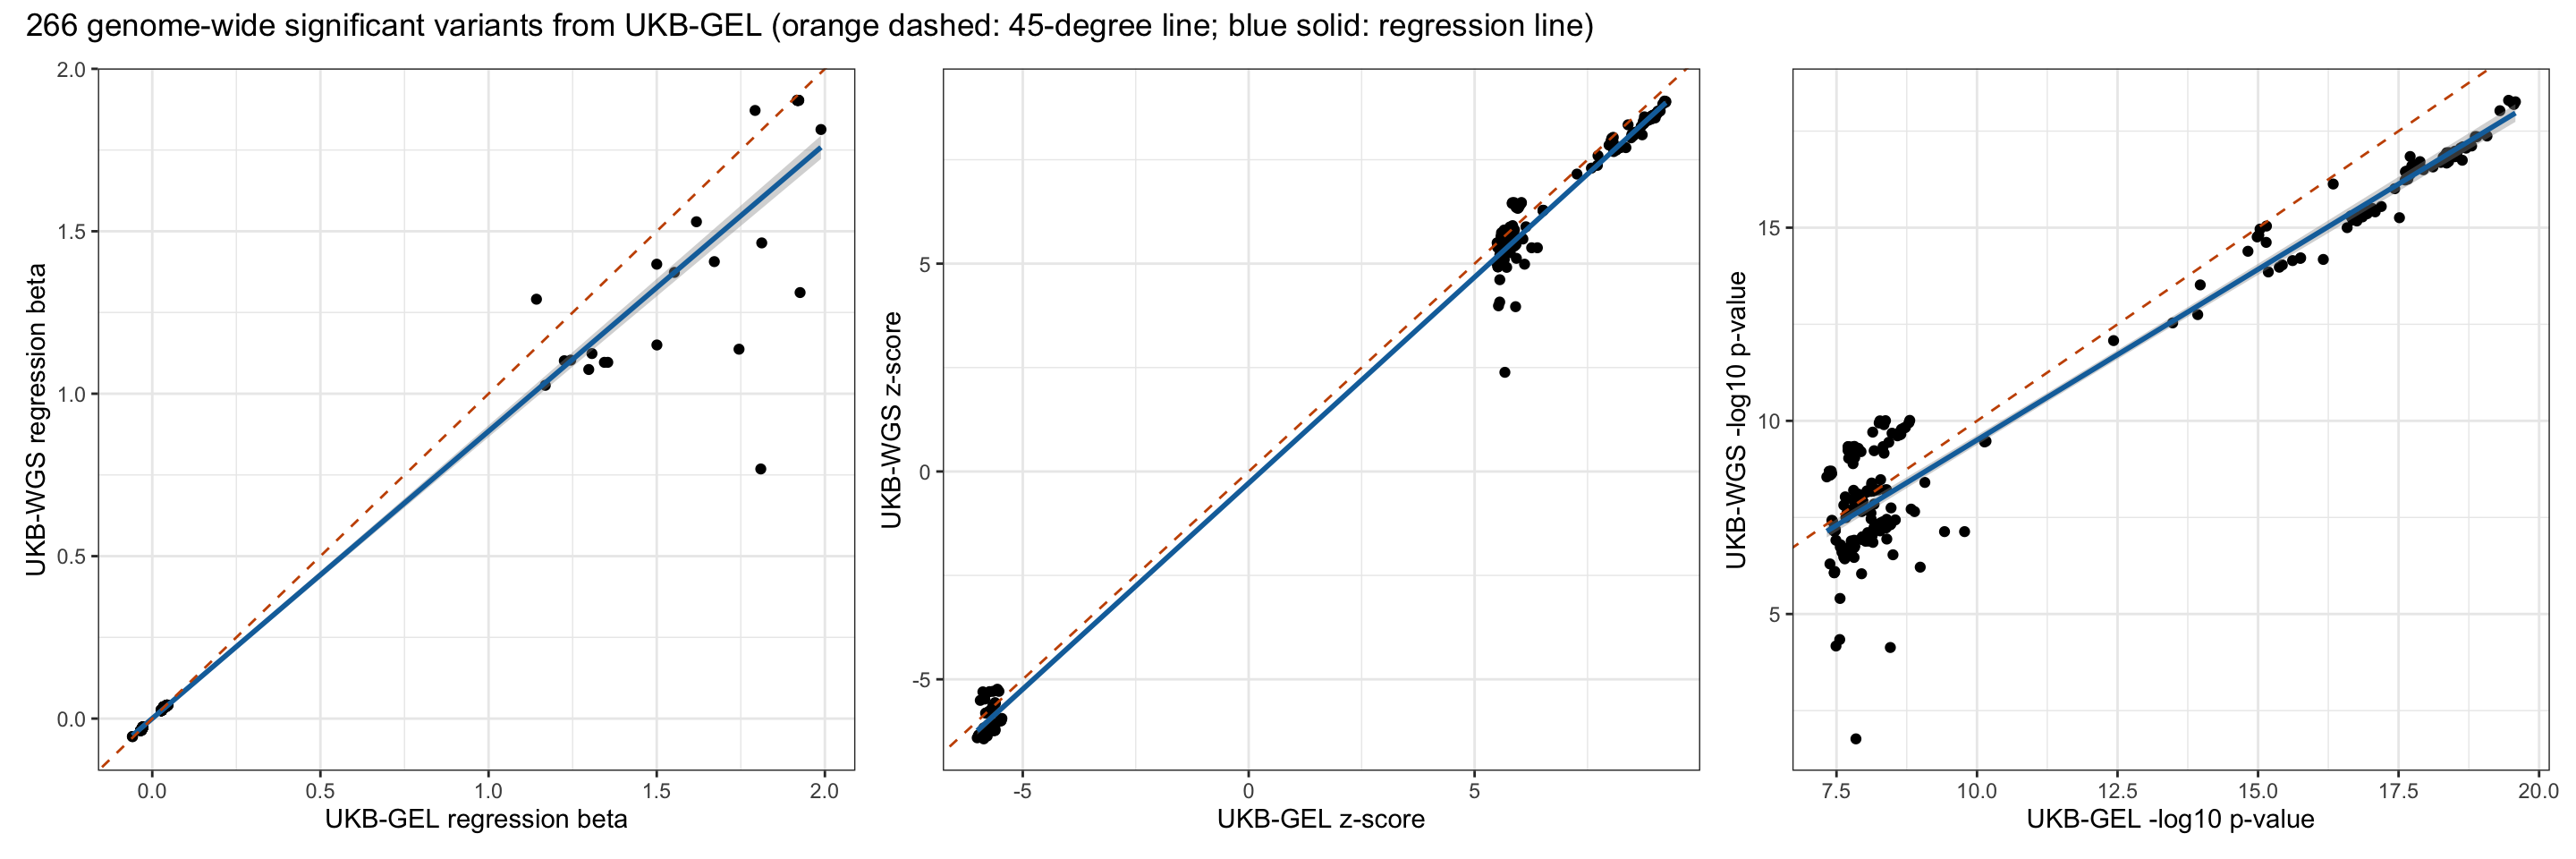 266 genome-wide significant variants from UKB-GEL (orange dashed: 45-degree line; blue solid: regression line)
UKB-WGS regression beta
2.0
1.5
1.0
0.5
0.0
0.0 0.5 1.0 1.5 2.0
UKB-GEL regression beta
UKB-WGS z-score
5
0
-5
-5 0 5
UKB-GEL z-score
UKB-WGS -log10 p-value
15
10
5
7.5 10.0 12.5 15.0 17.5 20.0
UKB-GEL -log10 p-value